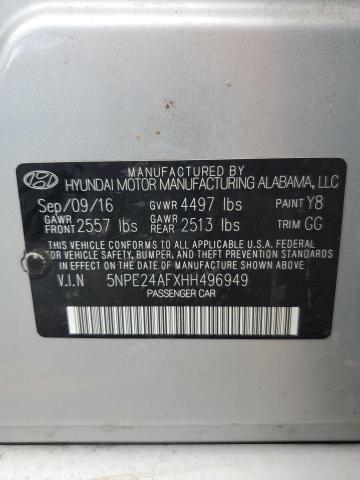 MANUFACTURED BY
HYUNDAI MOTOR MANUFACTURING ALABAMA, LLC
Sep/09/16 GVWR 4497 lbs PAINT Y8
GAWR FRONT 2557 lbs GAWR REAR 2513 lbs TRIM GG
THIS VEHICLE CONFORMS TO ALL APPLICABLE U.S. FEDERAL MOTOR
VEHICLE SAFETY, BUMPER, AND THEFT PREVENTION STANDARDS
IN EFFECT ON THE DATE OF MANUFACTURE SHOWN ABOVE.
V.I.N 5NPE24AFXHH496949
PASSENGER CAR